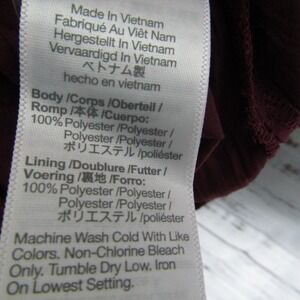 Made In Vietnam
Fabriqué Au Viêt Nam
Hergestellt In Vietnam
Vervaardigd In Vietnam
ベトナム製
hecho en vietnam
Body /Corps /Oberteil /
Romp /本体/Cuerpo:
100% Polyester /Polyester /
Polyester /Polyester /
ポリエステル /poliéster
Lining /Doublure /Futter /
Voering /裏地 /Forro:
100% Polyester /Polyester /
Polyester /Polyester /
ポリエステル /poliéster
Machine Wash Cold With Like
Colors. Non-Chlorine Bleach
Only. Tumble Dry Low. Iron
On Lowest Setting.